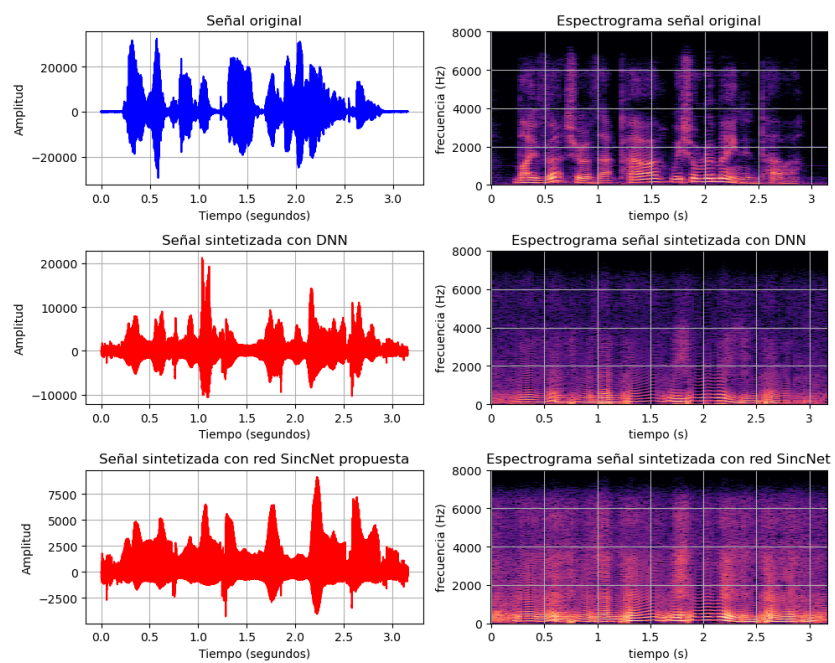 Señal original
20000
0
−20000
Amplitud
0.0 0.5 1.0 1.5 2.0 2.5 3.0
Tiempo (segundos)
Espectrograma señal original
8000
6000
4000
2000
0
frecuencia (Hz)
0 0.5 1 1.5 2 2.5 3
tiempo (s)
Señal sintetizada con DNN
20000
10000
0
−10000
Amplitud
0.0 0.5 1.0 1.5 2.0 2.5 3.0
Tiempo (segundos)
Espectrograma señal sintetizada con DNN
8000
6000
4000
2000
0
frecuencia (Hz)
0 0.5 1 1.5 2 2.5 3
tiempo (s)
Señal sintetizada con red SincNet propuesta
7500
5000
2500
0
−2500
Amplitud
0.0 0.5 1.0 1.5 2.0 2.5 3.0
Tiempo (segundos)
Espectrograma señal sintetizada con red SincNet
8000
6000
4000
2000
0
frecuencia (Hz)
0 0.5 1 1.5 2 2.5 3
tiempo (s)